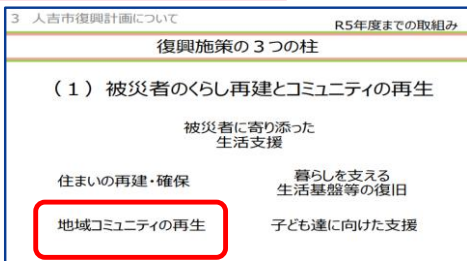 3 人吉市復興計画について
R5年度までの取組み
復興施策の３つの柱
（１）被災者のくらし再建とコミュニティの再生
被災者に寄り添った
生活支援
住まいの再建・確保
暮らしを支える
生活基盤等の復旧
地域コミュニティの再生
子ども達に向けた支援